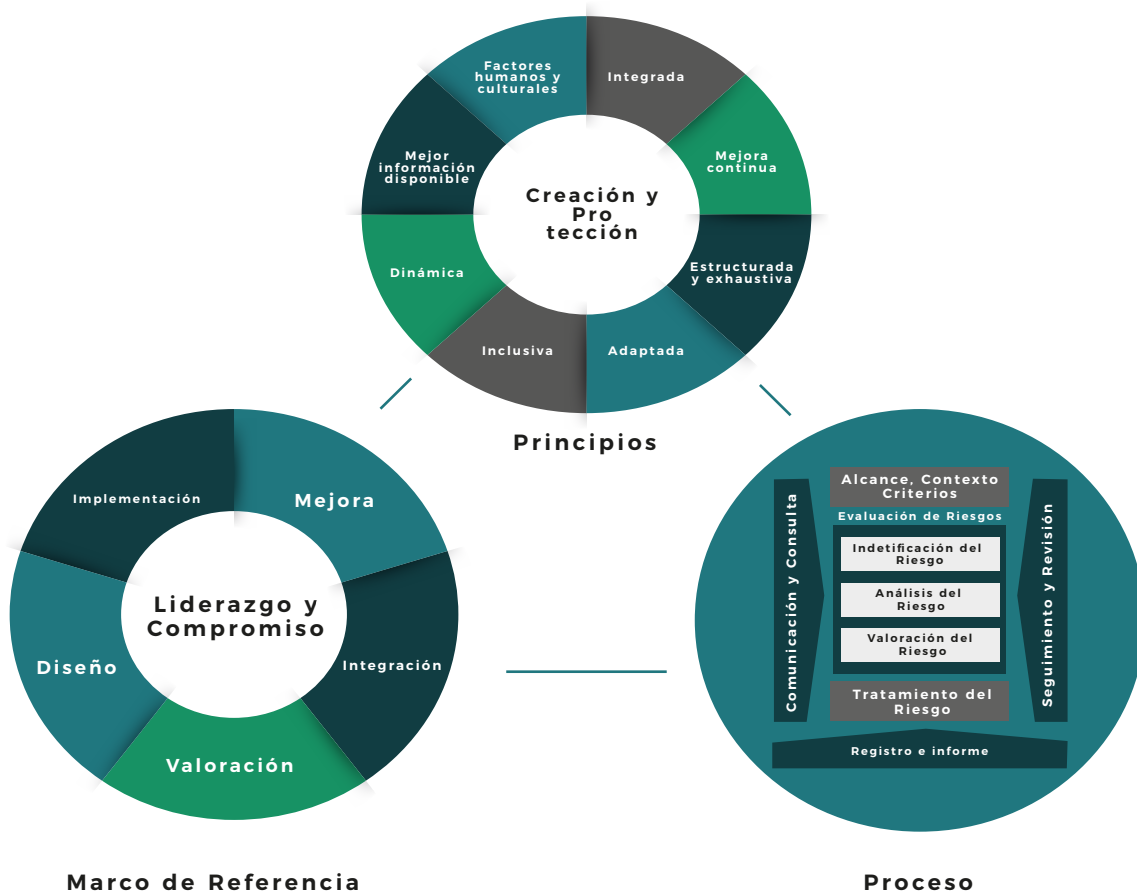 Factores
humanos y
culturales
Integrada
Mejor
información
disponible
Mejora
continua
Creación y
Pro
tección
Dinámica
Estructurada
y exhaustiva
Inclusiva
Adaptada
Principios
Implementación
Mejora
Liderazgo y
Compromiso
Diseño
Integración
Valoración
Marco de Referencia
Alcance, Contexto
Criterios
Evaluación de Riesgos
Comunicación y Consulta
Indetificación del
Riesgo
Análisis del
Riesgo
Valoración del
Riesgo
Seguimiento y Revisión
Tratamiento del
Riesgo
Registro e informe
Proceso